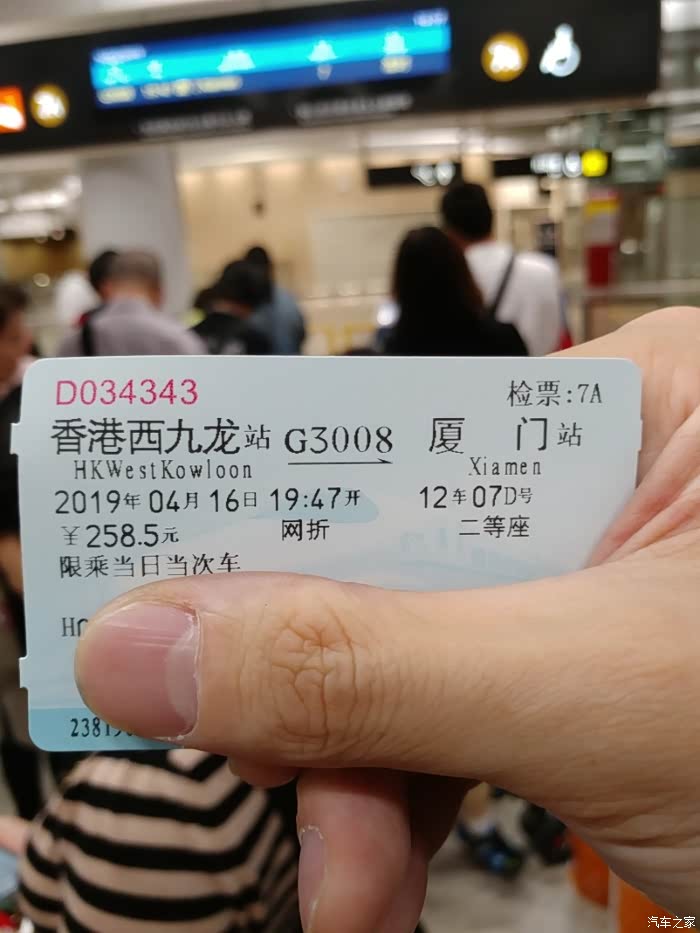 D034343 检票:7A
香港西九龙站 G3008 厦门站
HKWestKowloon Xiamen
2019年04月16日 19:47开 12车07D号
￥258.5元 网折 二等座
限乘当日当次车
汽车之家